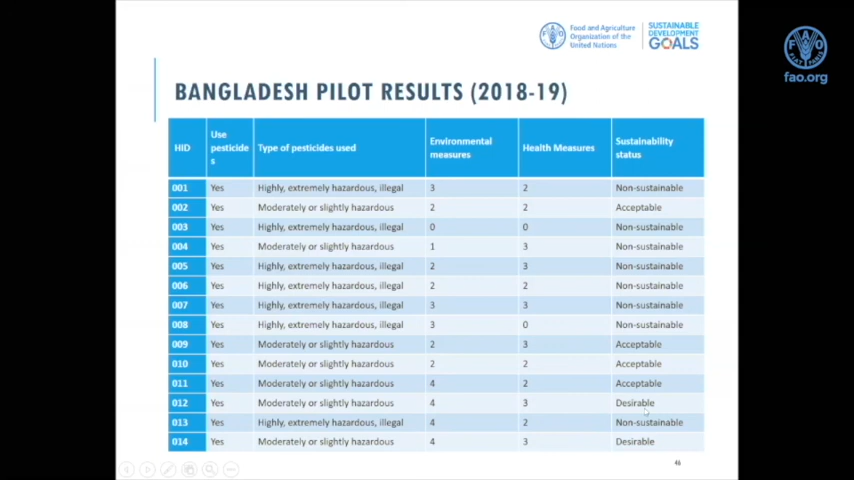 Food and Agriculture
Organization of the
United Nations
SUSTAINABLE
DEVELOPMENT
GOALS
FAO
FIAT PANIS
fao.org
BANGLADESH PILOT RESULTS (2018-19)
HID Use pesticides Type of pesticides used Environmental measures Health Measures Sustainability status
001 Yes Highly, extremely hazardous, illegal 3 2 Non-sustainable
002 Yes Moderately or slightly hazardous 2 2 Acceptable
003 Yes Highly, extremely hazardous, illegal 0 0 Non-sustainable
004 Yes Moderately or slightly hazardous 1 3 Non-sustainable
005 Yes Highly, extremely hazardous, illegal 2 3 Non-sustainable
006 Yes Highly, extremely hazardous, illegal 2 2 Non-sustainable
007 Yes Highly, extremely hazardous, illegal 3 3 Non-sustainable
008 Yes Highly, extremely hazardous, illegal 3 0 Non-sustainable
009 Yes Moderately or slightly hazardous 2 3 Acceptable
010 Yes Moderately or slightly hazardous 2 2 Acceptable
011 Yes Moderately or slightly hazardous 4 2 Acceptable
012 Yes Moderately or slightly hazardous 4 3 Desirable
013 Yes Highly, extremely hazardous, illegal 4 2 Non-sustainable
014 Yes Moderately or slightly hazardous 4 3 Desirable
46